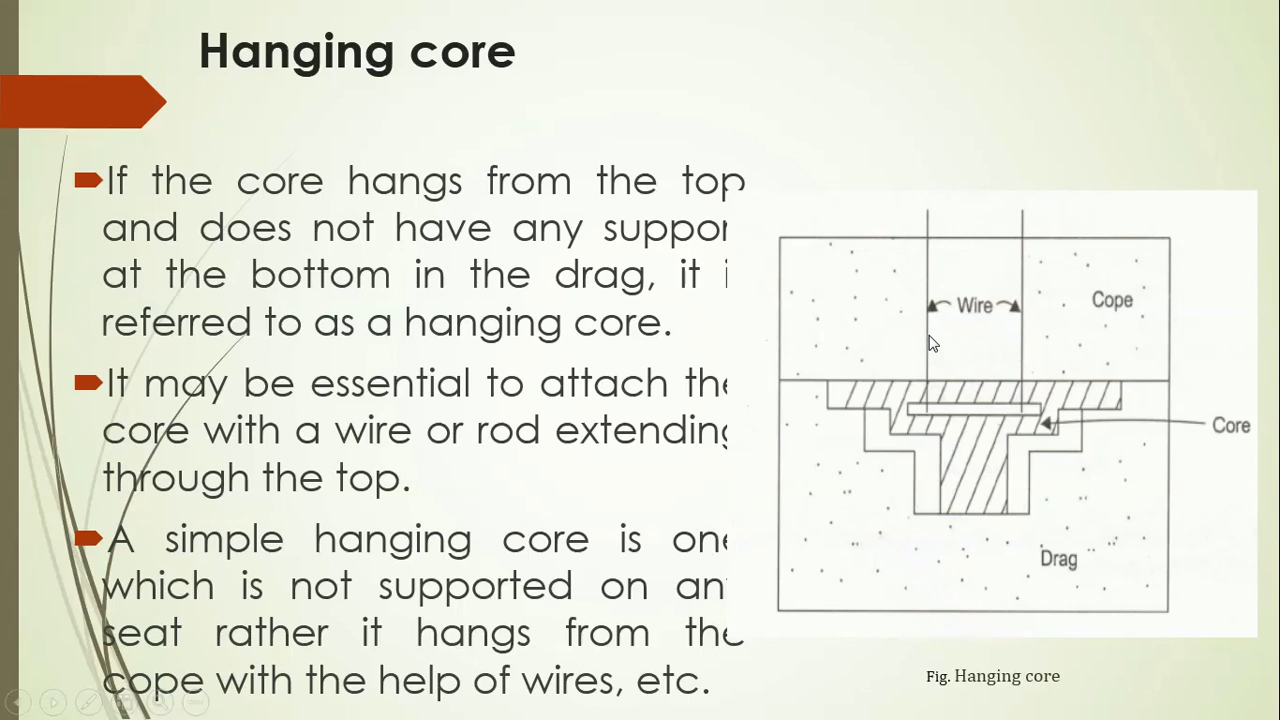 Hanging core
If the core hangs from the top
and does not have any suppor
at the bottom in the drag, it i
referred to as a hanging core.
It may be essential to attach the
core with a wire or rod extending
through the top.
A simple hanging core is one
which is not supported on an
seat rather it hangs from the
cope with the help of wires, etc.
Wire
Cope
Core
Drag
Fig. Hanging core